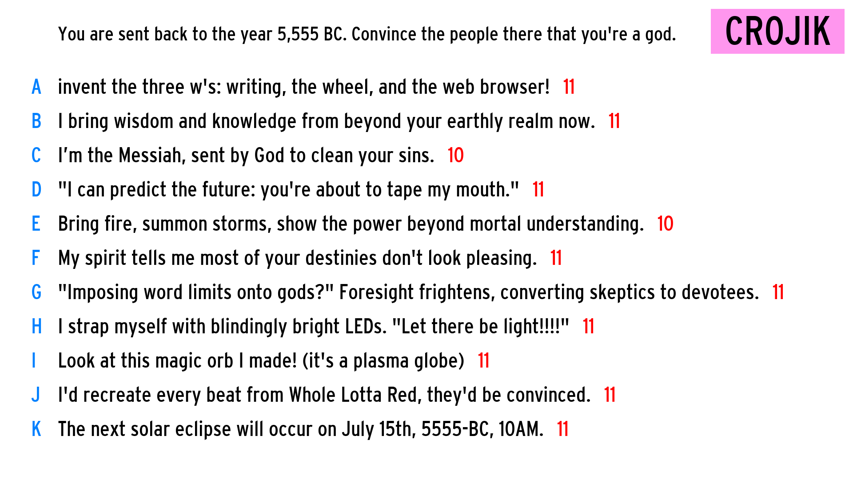 You are sent back to the year 5,555 BC. Convince the people there that you're a god.
CROJIK
A invent the three w's: writing, the wheel, and the web browser! 11
B I bring wisdom and knowledge from beyond your earthly realm now. 11
C I’m the Messiah, sent by God to clean your sins. 10
D "I can predict the future: you're about to tape my mouth." 11
E Bring fire, summon storms, show the power beyond mortal understanding. 10
F My spirit tells me most of your destinies don't look pleasing. 11
G "Imposing word limits onto gods?" Foresight frightens, converting skeptics to devotees. 11
H I strap myself with blindingly bright LEDs. "Let there be light!!!!" 11
I Look at this magic orb I made! (it's a plasma globe) 11
J I'd recreate every beat from Whole Lotta Red, they'd be convinced. 11
K The next solar eclipse will occur on July 15th, 5555-BC, 10AM. 11